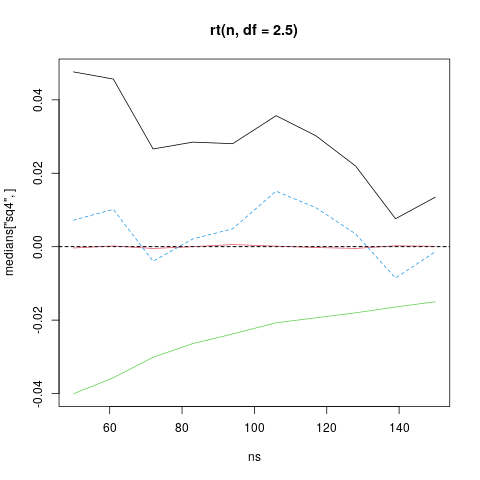 rt(n, df = 2.5)
medians["sq4", ]
0.04
0.02
0.00
-0.02
-0.04
60 80 100 120 140
ns